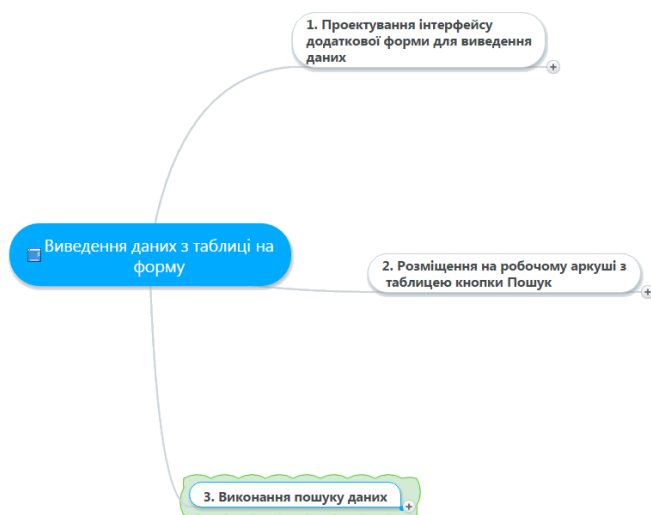 1. Проектування інтерфейсу
додаткової форми для виведення
даних
Виведення даних з таблиці на
форму
2. Розміщення на робочому аркуші з
таблицею кнопки Пошук
3. Виконання пошуку даних